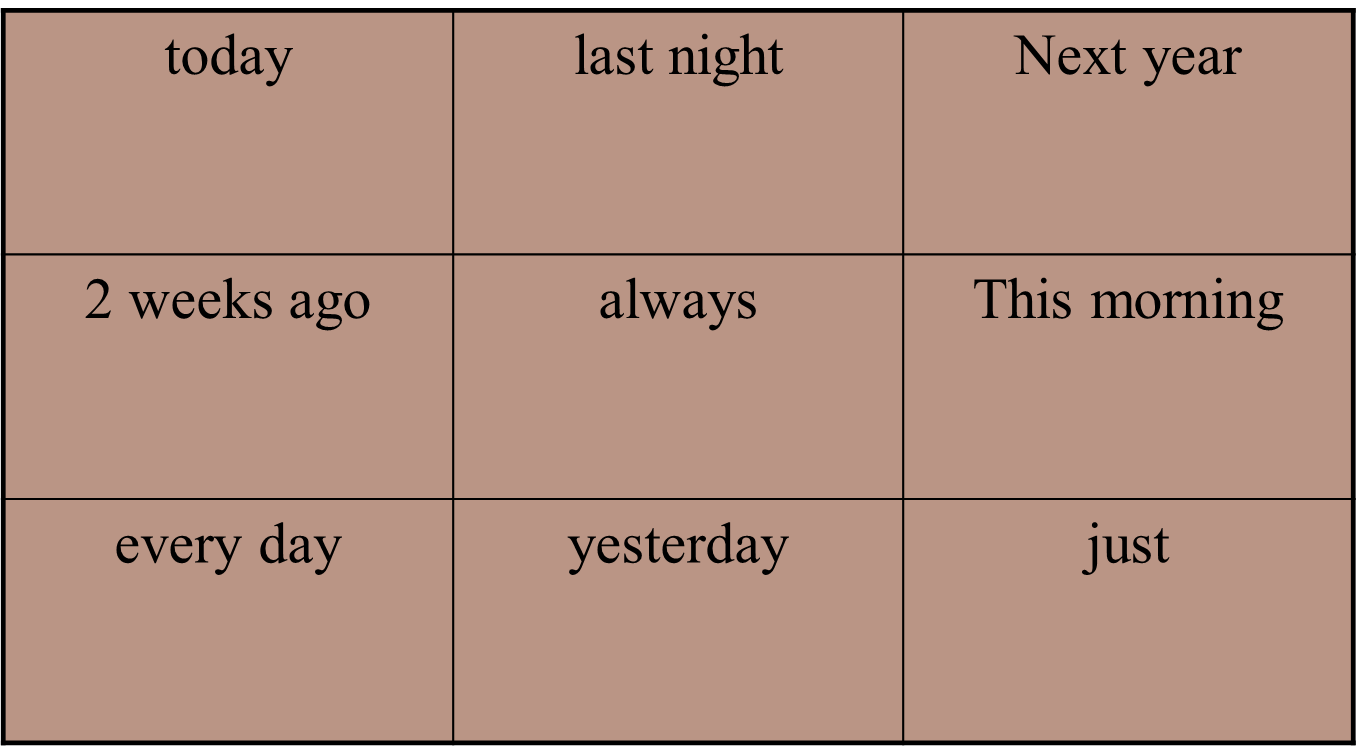 today
last night
Next year
2 weeks ago
always
This morning
every day
yesterday
just